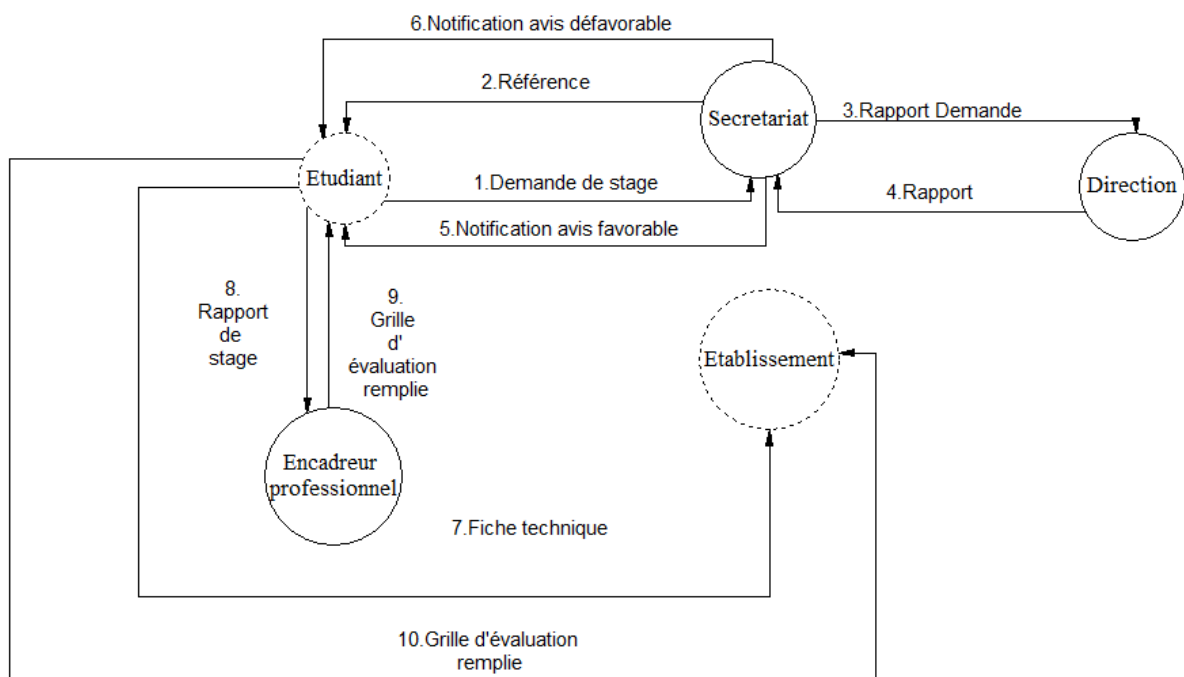 6.Notification avis défavorable
2.Référence
Secretariat
3.Rapport Demande
Etudiant
1.Demande de stage
4.Rapport
Direction
5.Notification avis favorable
8.
Rapport
de
stage
9.
Grille
d'
évaluation
remplie
Etablissement
Encadreur
professionnel
7.Fiche technique
10.Grille d'évaluation
remplie